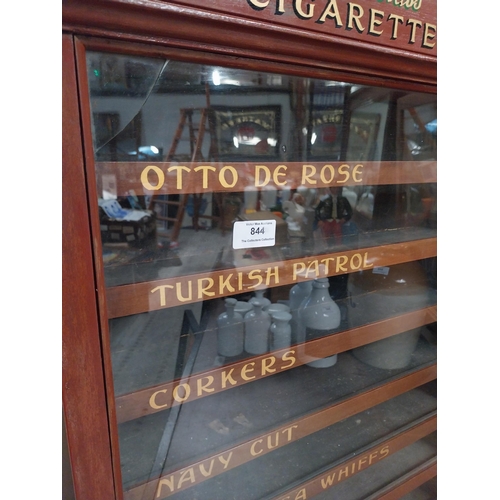 CIGARETTE
OTTO DE ROSE
844
TURKISH PATROL
CORKERS
NAVY CUT
WHIFFS